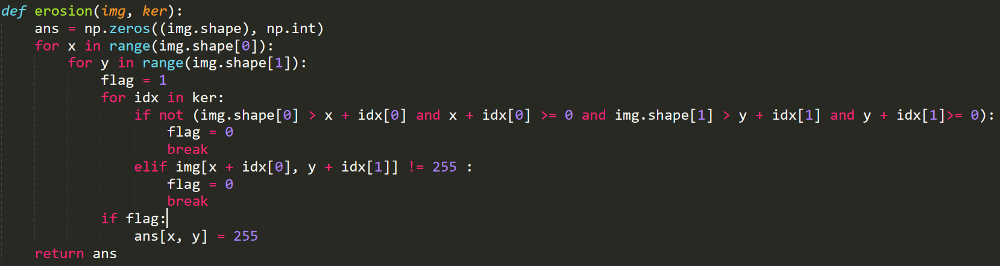 def erosion(img, ker):
    ans = np.zeros((img.shape), np.int)
    for x in range(img.shape[0]):
        for y in range(img.shape[1]):
            flag = 1
            for idx in ker:
                if not (img.shape[0] > x + idx[0] and x + idx[0] >= 0 and img.shape[1] > y + idx[1] and y + idx[1]>= 0):
                    flag = 0
                    break
                elif img[x + idx[0], y + idx[1]] != 255 :
                    flag = 0
                    break
            if flag:
                ans[x, y] = 255
    return ans